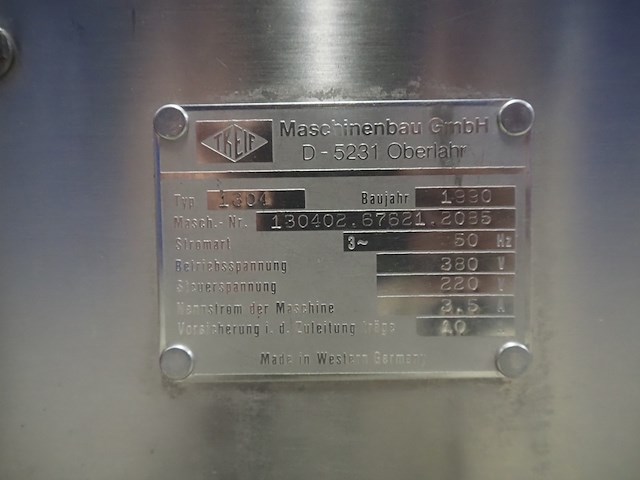 TREIF
Maschinenbau GmbH
D-5231 Oberlahr
Typ 1304 Baujahr 1990
Masch.-Nr. 130402.67621.2085
Stromart 3~ 50 Hz
Betriebsspannung 380 V
Steuerspannung 220 V
Nennstrom der Maschine 3,5 A
Vorsicherung i. d. Zuleitung träge 10
Made in Western Germany